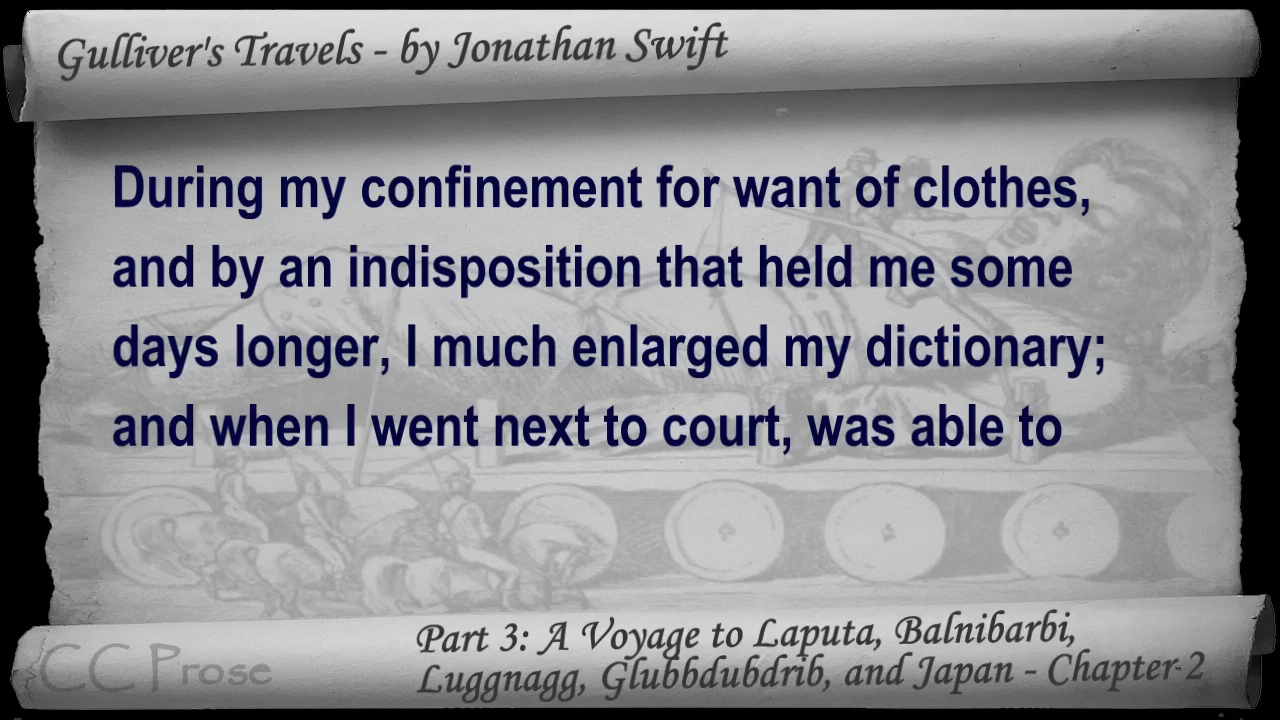 Gulliver's Travels - by Jonathan Swift
During my confinement for want of clothes,
and by an indisposition that held me some
days longer, I much enlarged my dictionary;
and when I went next to court, was able to
Part 3: A Voyage to Laputa, Balnibarbi,
CC Prose
Luggnagg, Glubbdubdrib, and Japan - Chapter 2